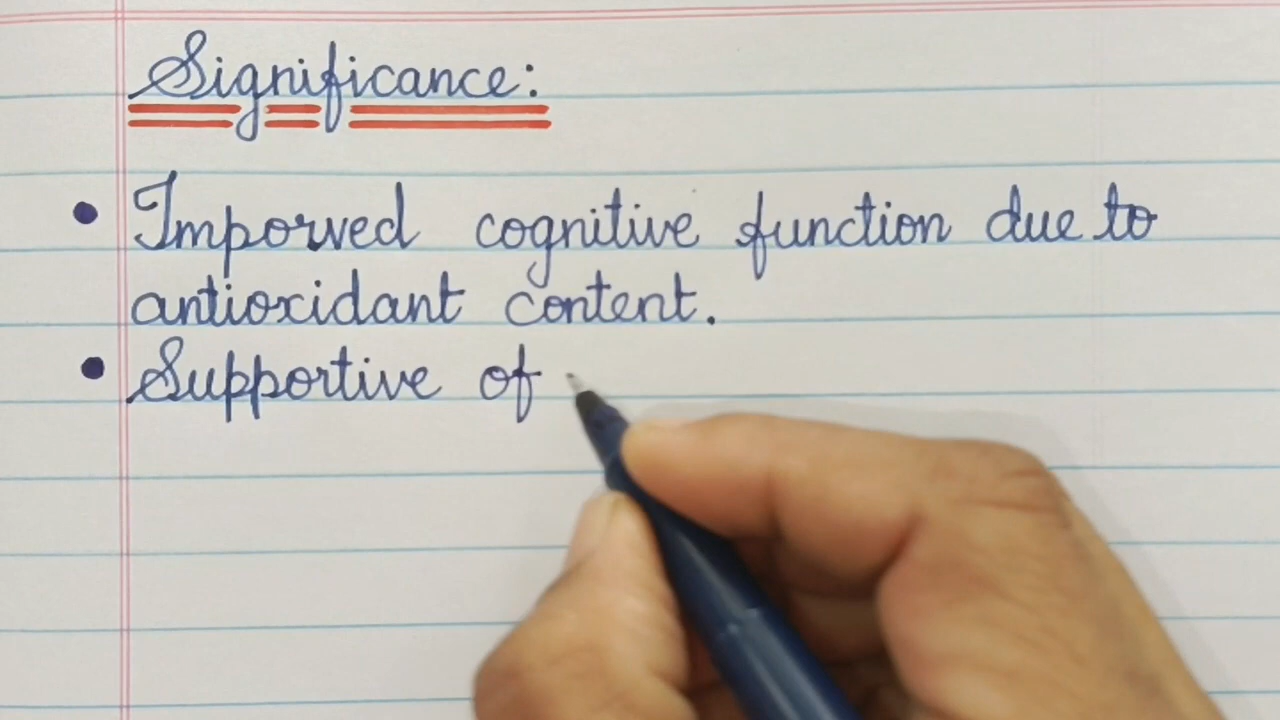 Significance:
• Imporved cognitive function due to
antioxidant content.
• Supportive of